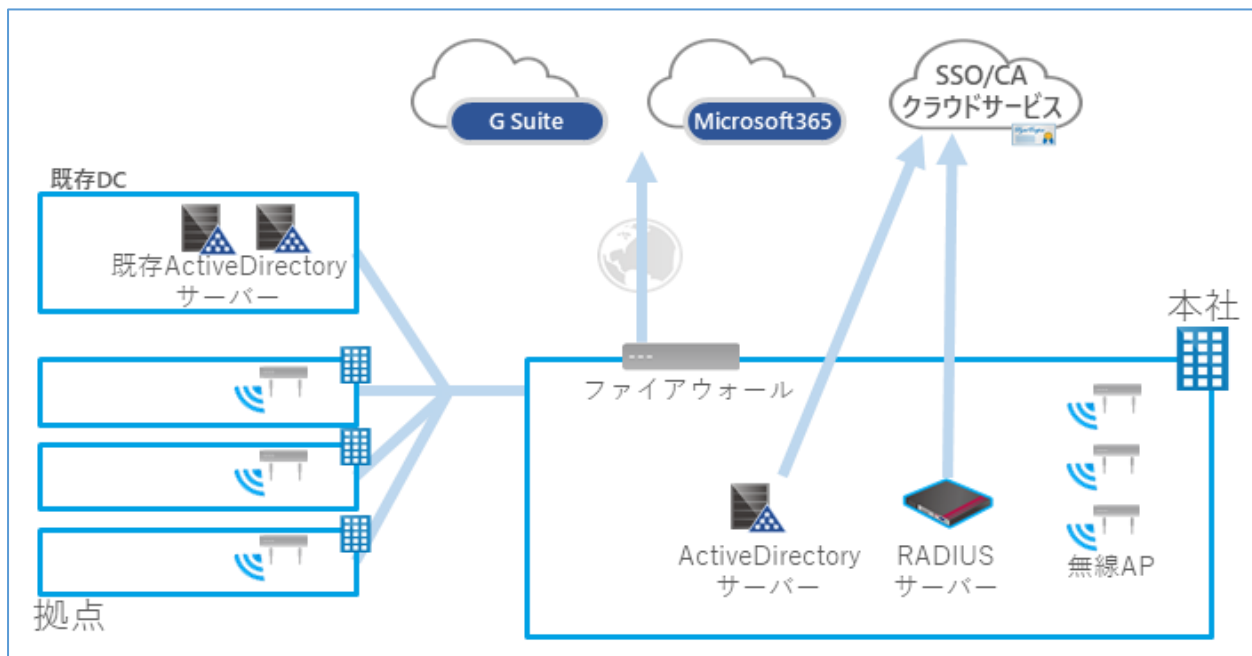 G Suite
Microsoft365
SSO/CA
クラウドサービス
既存DC
既存ActiveDirectory
サーバー
本社
ファイアウォール
ActiveDirectory
サーバー
RADIUS
サーバー
無線AP
拠点